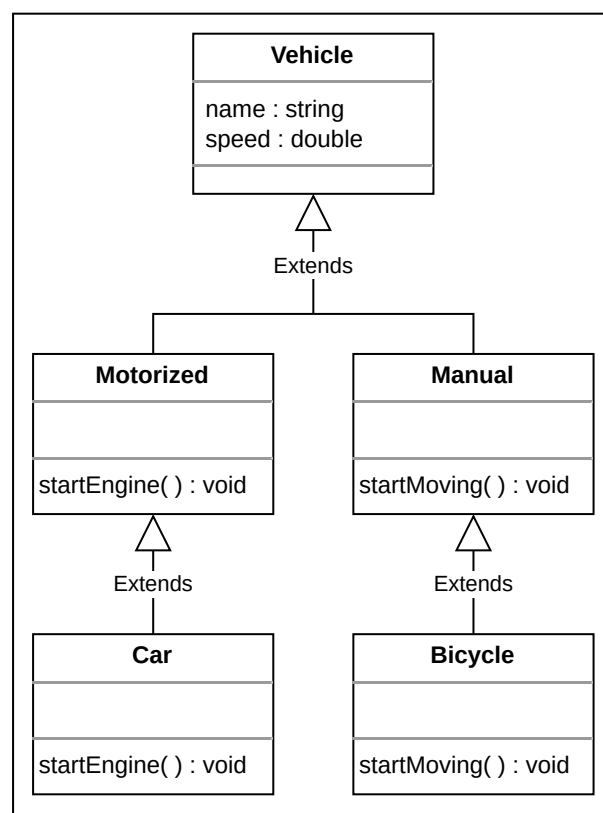 Vehicle
name : string
speed : double
Extends
Motorized
startEngine( ) : void
Manual
startMoving( ) : void
Extends
Extends
Car
startEngine( ) : void
Bicycle
startMoving( ) : void